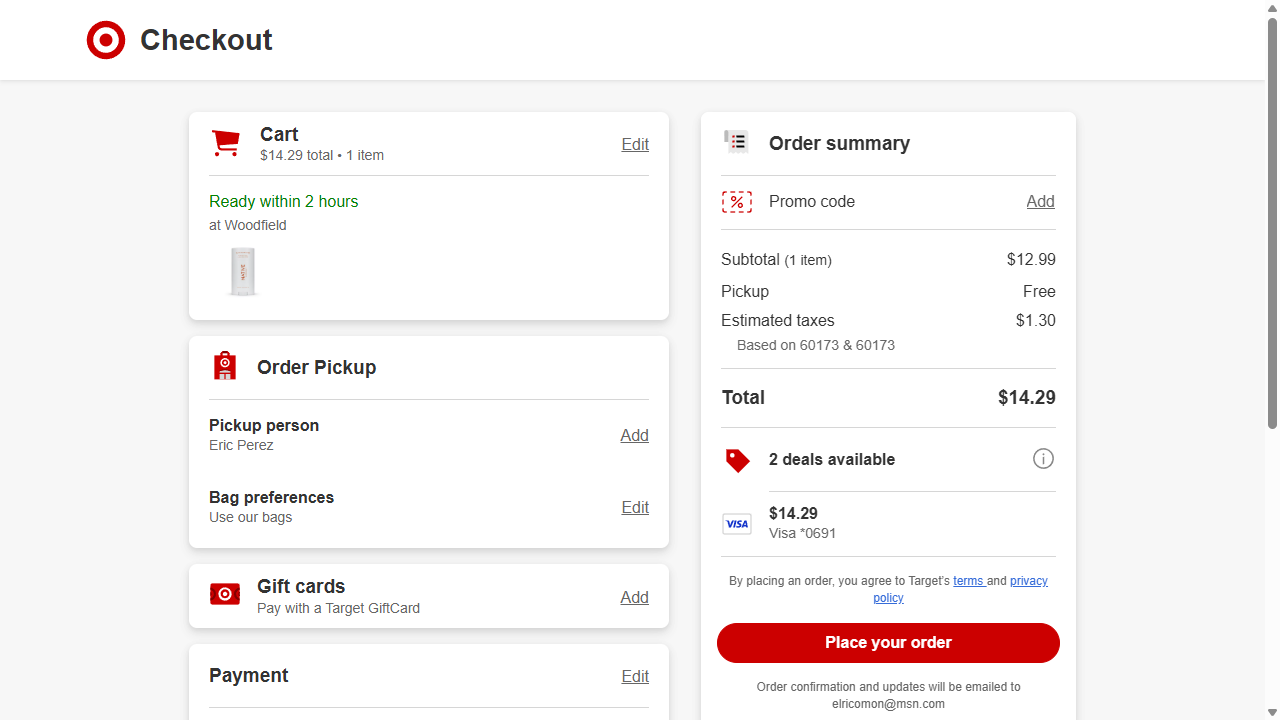 Checkout
Cart
$14.29 total • 1 item
Edit
Ready within 2 hours
at Woodfield
NATIVE
Order Pickup
Pickup person
Eric Perez
Add
Bag preferences
Use our bags
Edit
Gift cards
Pay with a Target GiftCard
Add
Payment
Edit
Order summary
Promo code
Add
Subtotal (1 item)
$12.99
Pickup
Free
Estimated taxes
$1.30
Based on 60173 & 60173
Total
$14.29
2 deals available
VISA
$14.29
Visa *0691
By placing an order, you agree to Target's terms and privacy
policy
Place your order
Order confirmation and updates will be emailed to
elricomon@msn.com